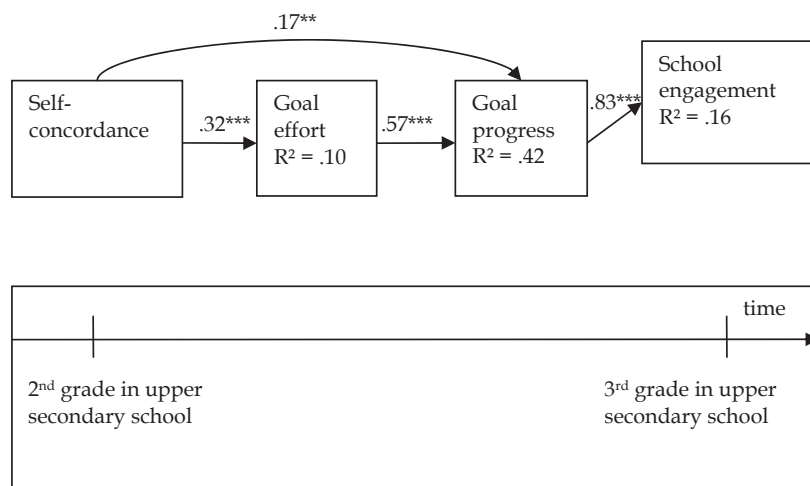 .17**
Self-
concordance
.32***
Goal
effort
R² = .10
.57***
Goal
progress
R² = .42
.83***
School
engagement
R² = .16
time
2nd grade in upper
secondary school
3rd grade in upper
secondary school